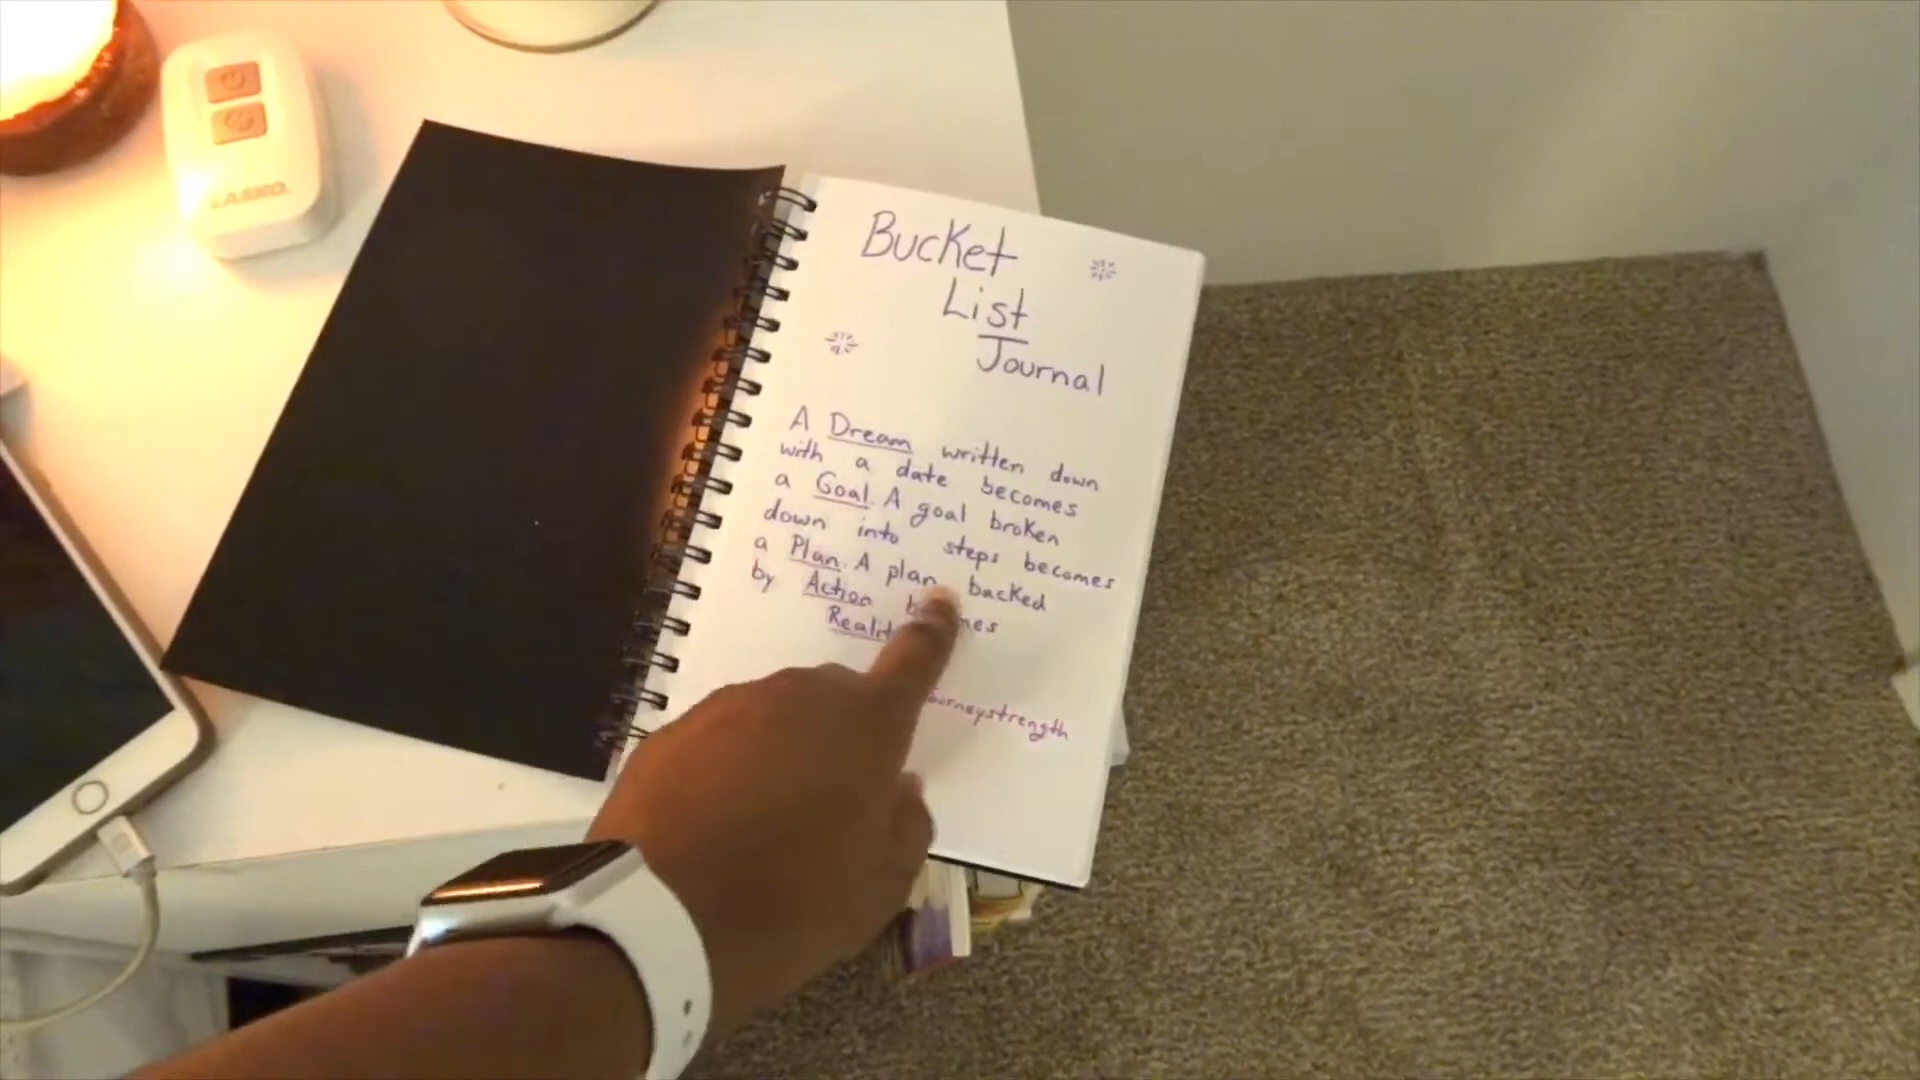 Bucket
List
Journal
A Dream written down
with a date becomes
a Goal. A goal broken
down into steps becomes
a Plan. A plan backed
by Action
LASKO